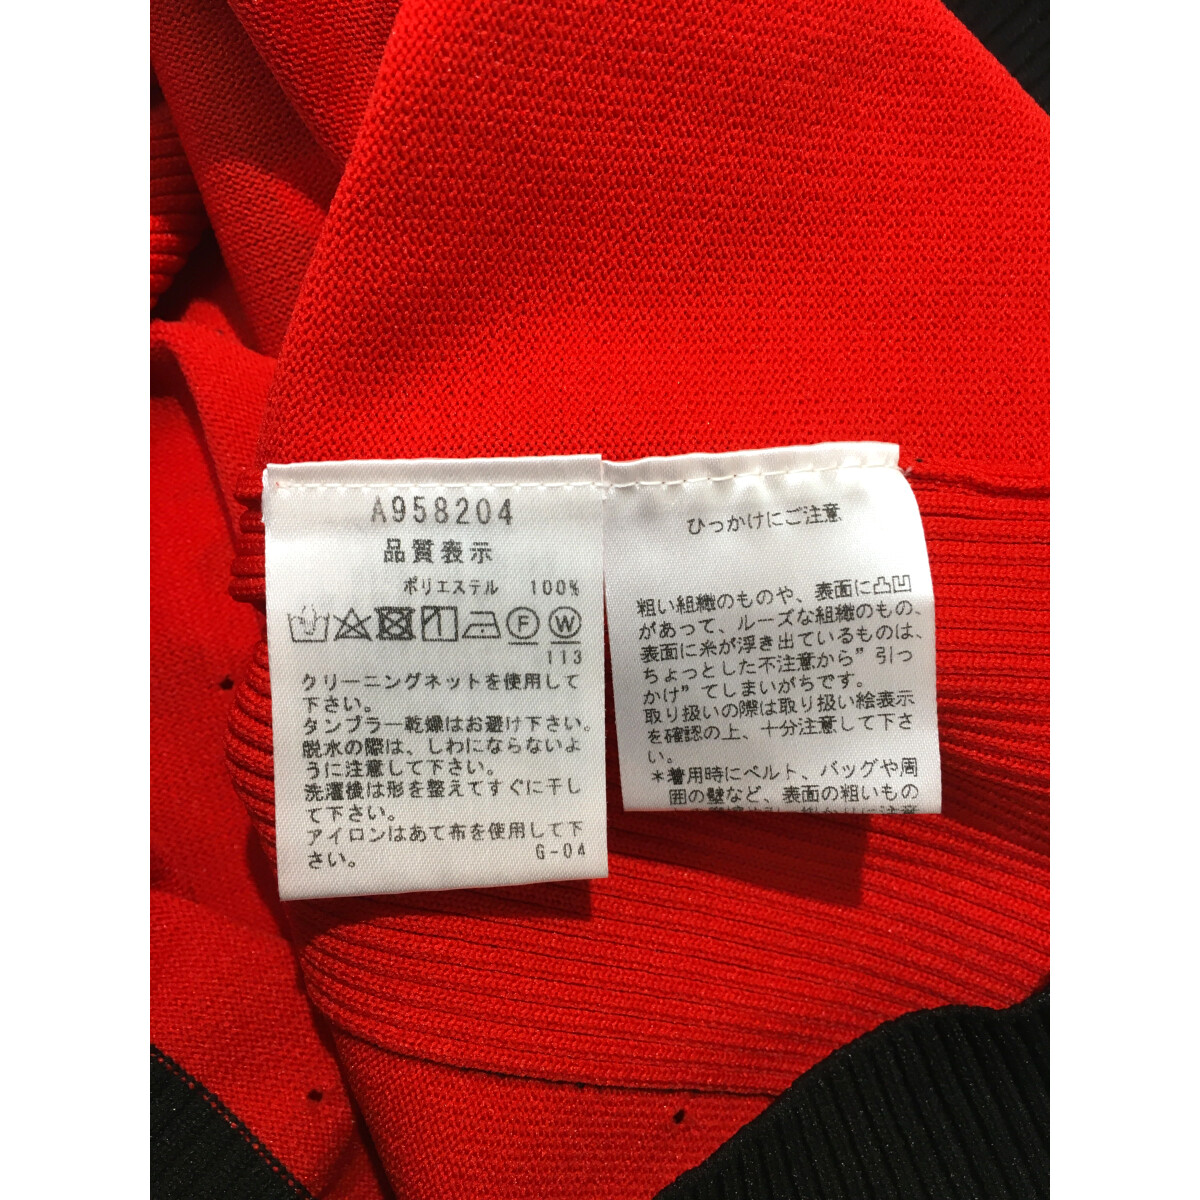 A958204
品質表示
ポリエステル 100%
F W
113
クリーニングネットを使用して
下さい。
タンブラー乾燥はお避け下さい。
脱水の際は、しわにならないよ
うに注意して下さい。
洗濯後は形を整えてすぐに干し
て下さい。
アイロンはあて布を使用して下
さい。
G-04
ひっかけにご注意
粗い組織のものや、表面に凸凹
があって、ルーズな組織のもの、
表面に糸が浮き出ているものは、
ちょっとした不注意から"引っ
かけ"てしまいがちです。
取り扱いの際は取り扱い絵表示
を確認の上、十分注意して下さ
い。
*着用時にベルト、バッグや周
囲の壁など、表面の粗いもの